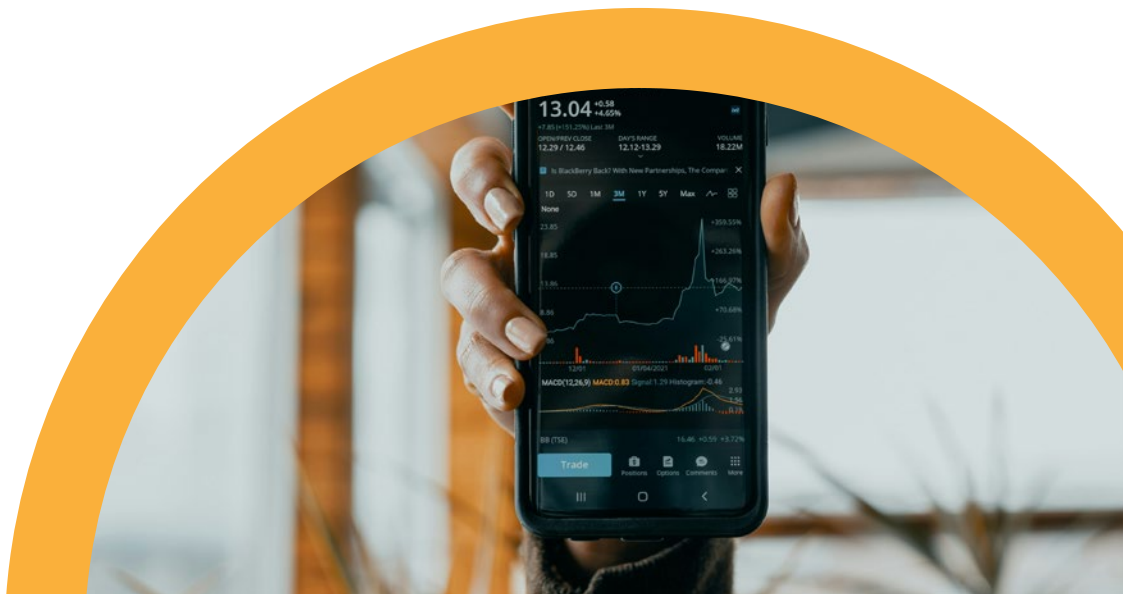 13.04 +0.58
+4.65%
+7.85 (+151.25%) Last 3M
OPEN/PREV CLOSE DAY'S RANGE VOLUME
12.29 / 12.46 12.12-13.29 18.22M
Is BlackBerry Back? With New Partnerships, The Compan
1D 5D 1M 3M 1Y 5Y Max
None
23.85 +359.55%
18.85 +263.26%
13.86 +166.97%
8.86 +70.68%
-25.61%
12/01 01/04/2021 02/01
MACD(12,26,9) MACD:0.83 Signal:1.29 Histogram:-0.46
2.93
BB (TSE) 16.46 +0.59 +3.72%
Trade Positions Options Comments More